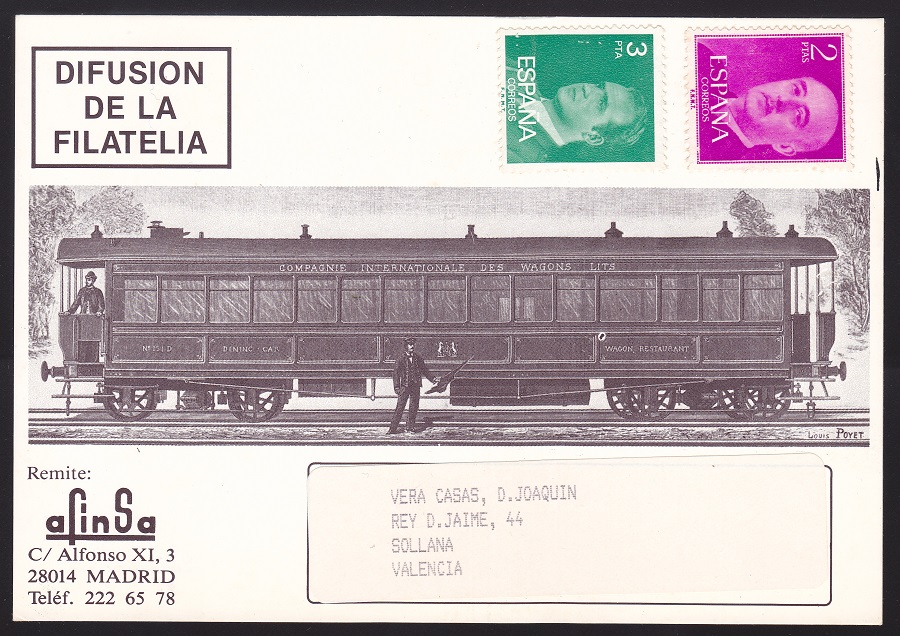 DIFUSION
DE LA
FILATELIA
3
PTA
ESPAÑA
CORREOS
F.N.M.T.
2
PTAS
ESPAÑA
CORREOS
F.N.M.T.
COMPAGNIE INTERNATIONALE DES WAGONS LITS
DINING-CAR
WAGON RESTAURANT
LOUIS POYET
Remite:
afinSa
C/ Alfonso XI, 3
28014 MADRID
Teléf. 222 65 78
VERA CASAS, D.JOAQUIN
REY D.JAIME, 44
SOLLANA
VALENCIA